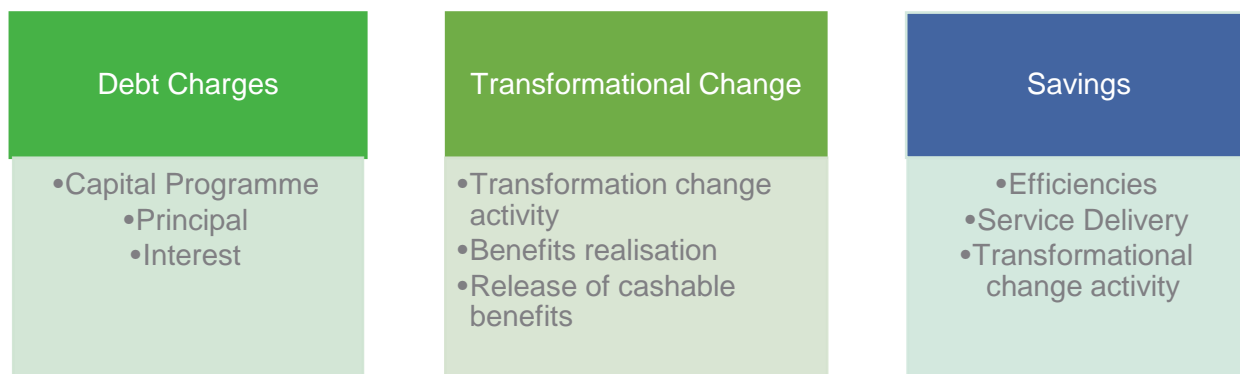 Debt Charges
•Capital Programme
•Principal
•Interest
Transformational Change
•Transformation change
activity
•Benefits realisation
•Release of cashable
benefits
Savings
•Efficiencies
•Service Delivery
•Transformational
change activity